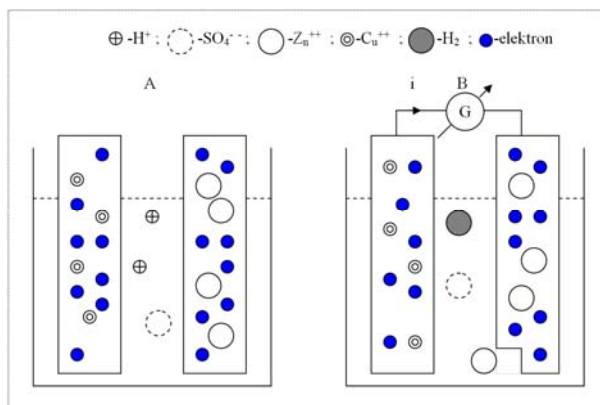 -H⁺ ; -SO₄⁻⁻ ; -Zₙ⁺⁺ ; -Cᵤ⁺⁺ ; -H₂ ; -elektron
A i B
G